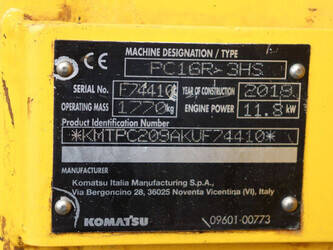 CE
MACHINE DESIGNATION / TYPE
PC16R-3HS
SERIAL No. F74410 YEAR OF CONSTRUCTION 2018
OPERATING MASS 1770 kg ENGINE POWER 11.8 kW
Product Identification Number
*KMTPC209AKUF74410*
MANUFACTURER
Komatsu Italia Manufacturing S.p.A.,
Via Bergoncino 28, 36025 Noventa Vicentina (VI), Italy
KOMATSU 09601-00773